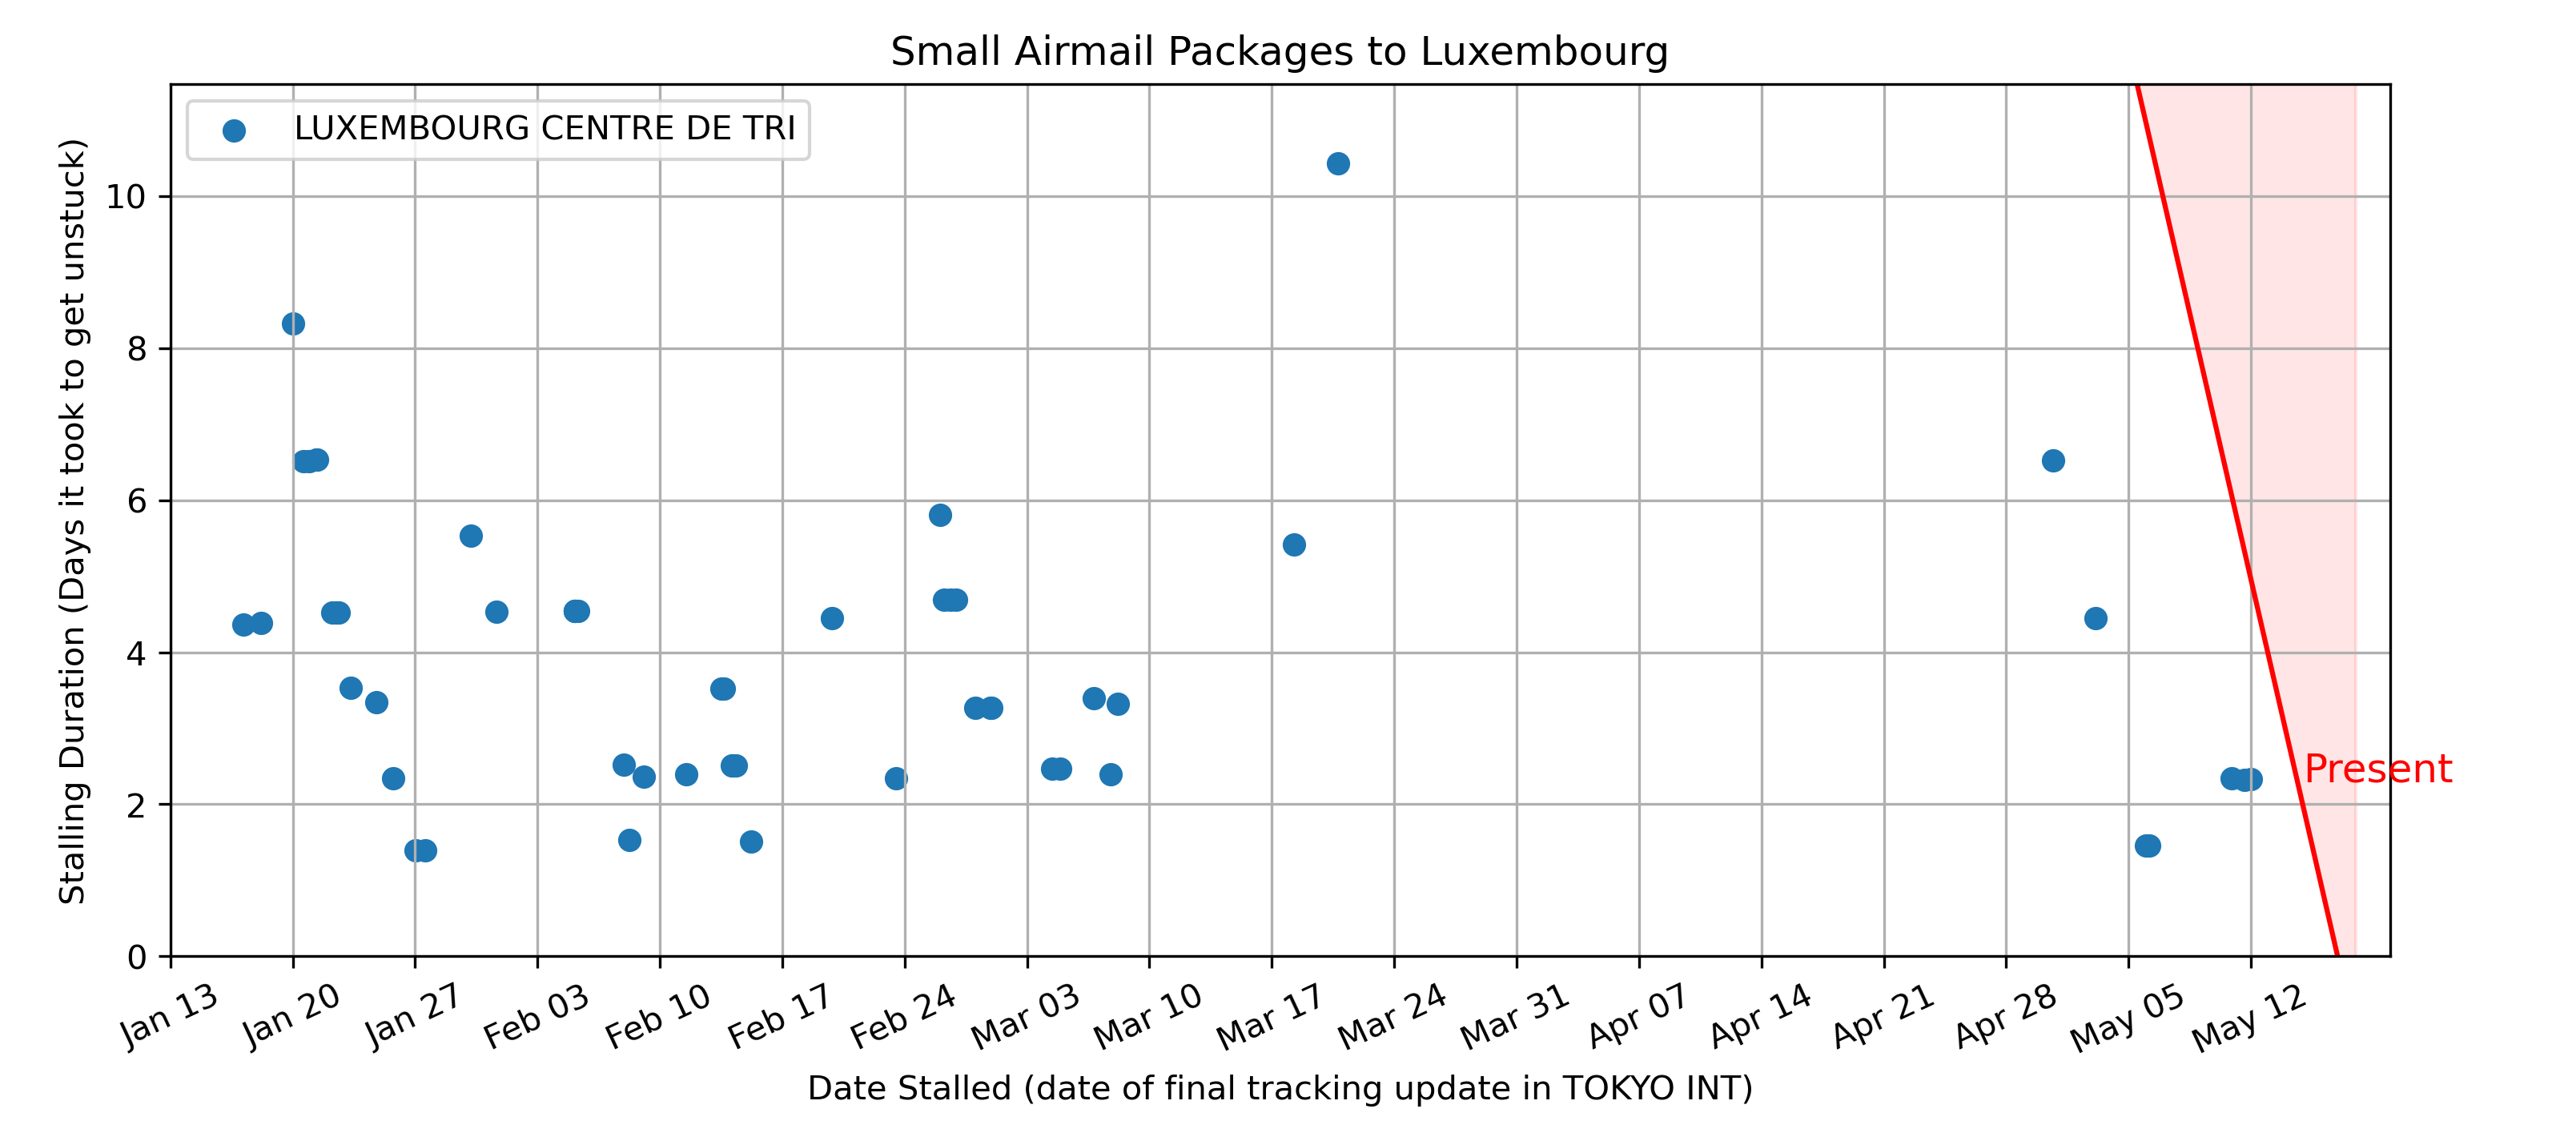 Small Airmail Packages to Luxembourg
LUXEMBOURG CENTRE DE TRI
Stalling Duration (Days it took to get unstuck)
10
8
6
4
2
0
Present
Jan 13 Jan 20 Jan 27 Feb 03 Feb 10 Feb 17 Feb 24 Mar 03 Mar 10 Mar 17 Mar 24 Mar 31 Apr 07 Apr 14 Apr 21 Apr 28 May 05 May 12
Date Stalled (date of final tracking update in TOKYO INT)